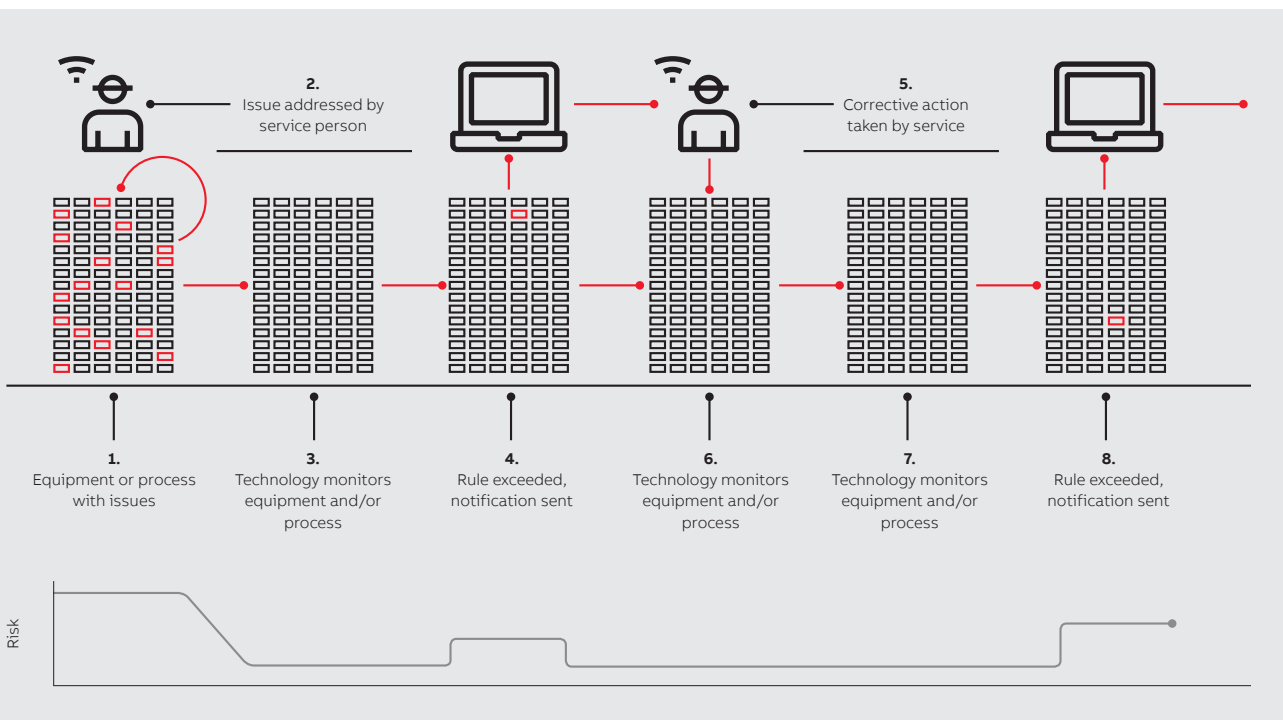 2.
Issue addressed by
service person
5.
Corrective action
taken by service
1.
Equipment or process
with issues
3.
Technology monitors
equipment and/or
process
4.
Rule exceeded,
notification sent
6.
Technology monitors
equipment and/or
process
7.
Technology monitors
equipment and/or
process
8.
Rule exceeded,
notification sent
Risk